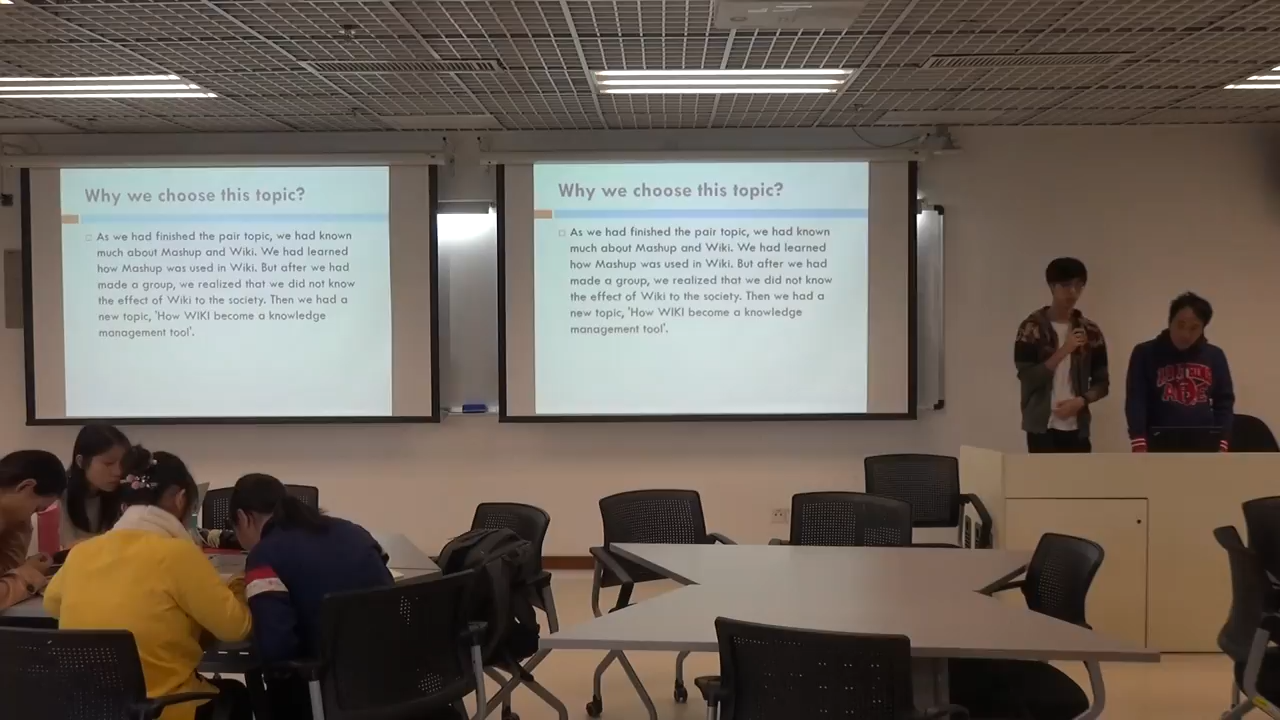 Why we choose this topic?
As we had finished the pair topic, we had known
much about Mashup and Wiki. We had learned
how Mashup was used in Wiki. But after we had
made a group, we realized that we did not know
the effect of Wiki to the society. Then we had a
new topic, 'How WIKI become a knowledge
management tool'.
Why we choose this topic?
As we had finished the pair topic, we had known
much about Mashup and Wiki. We had learned
how Mashup was used in Wiki. But after we had
made a group, we realized that we did not know
the effect of Wiki to the society. Then we had a
new topic, 'How WIKI become a knowledge
management tool'.